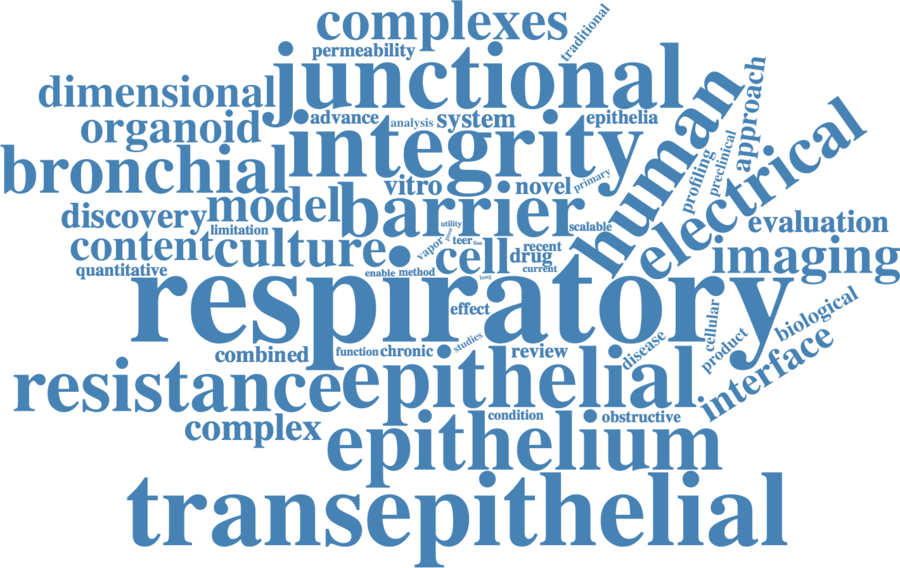 complexes
traditional
permeability
junctional
dimensional
human
approach
advance
analysis
system
epithelia
organoid
integrity
electrical
bronchial
profiling
preclinical
vitro
novel
primary
model
barrier
discovery
limitation
utility
scalable
evaluation
content
culture
vapor
teer
cell
recent
drug
imaging
quantitative
enable
method
current
lung
respiratory
effect
cellular
biological
combined
function
chronic
studies
review
disease
product
interface
resistance
epithelial
condition
obstructive
complex
epithelium
transepithelial